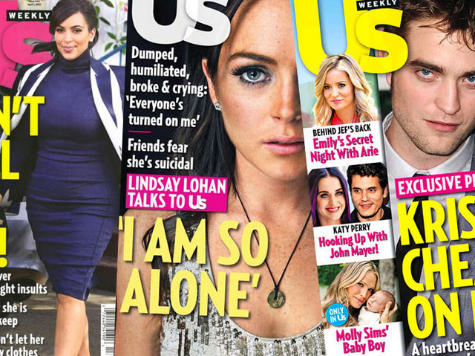 WEEKLY
S
N'T
L
!
ver
ght insults
she is
keep
n't let her
y clothes
Us
Dumped,
humiliated,
broke & crying:
'Everyone's
turned on me'
Friends fear
she's suicidal
LINDSAY LOHAN
TALKS TO Us
'I AM SO
ALONE'
Us
WEEKLY
BEHIND JEF'S BACK
Emily's Secret
Night With Arie
KATY PERRY
Hooking Up With
John Mayer!
ONLY
IN Us
Molly Sims'
Baby Boy
EXCLUSIVE P
KRIS
CHE
ON
A heartbrea